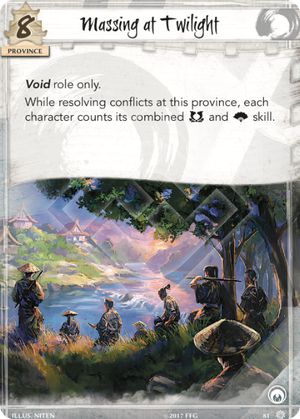 Massing at Twilight
8
PROVINCE
Void role only.
While resolving conflicts at this province, each
character counts its combined and skill.
ILLUS: NITEN
© 2017 FFG
81